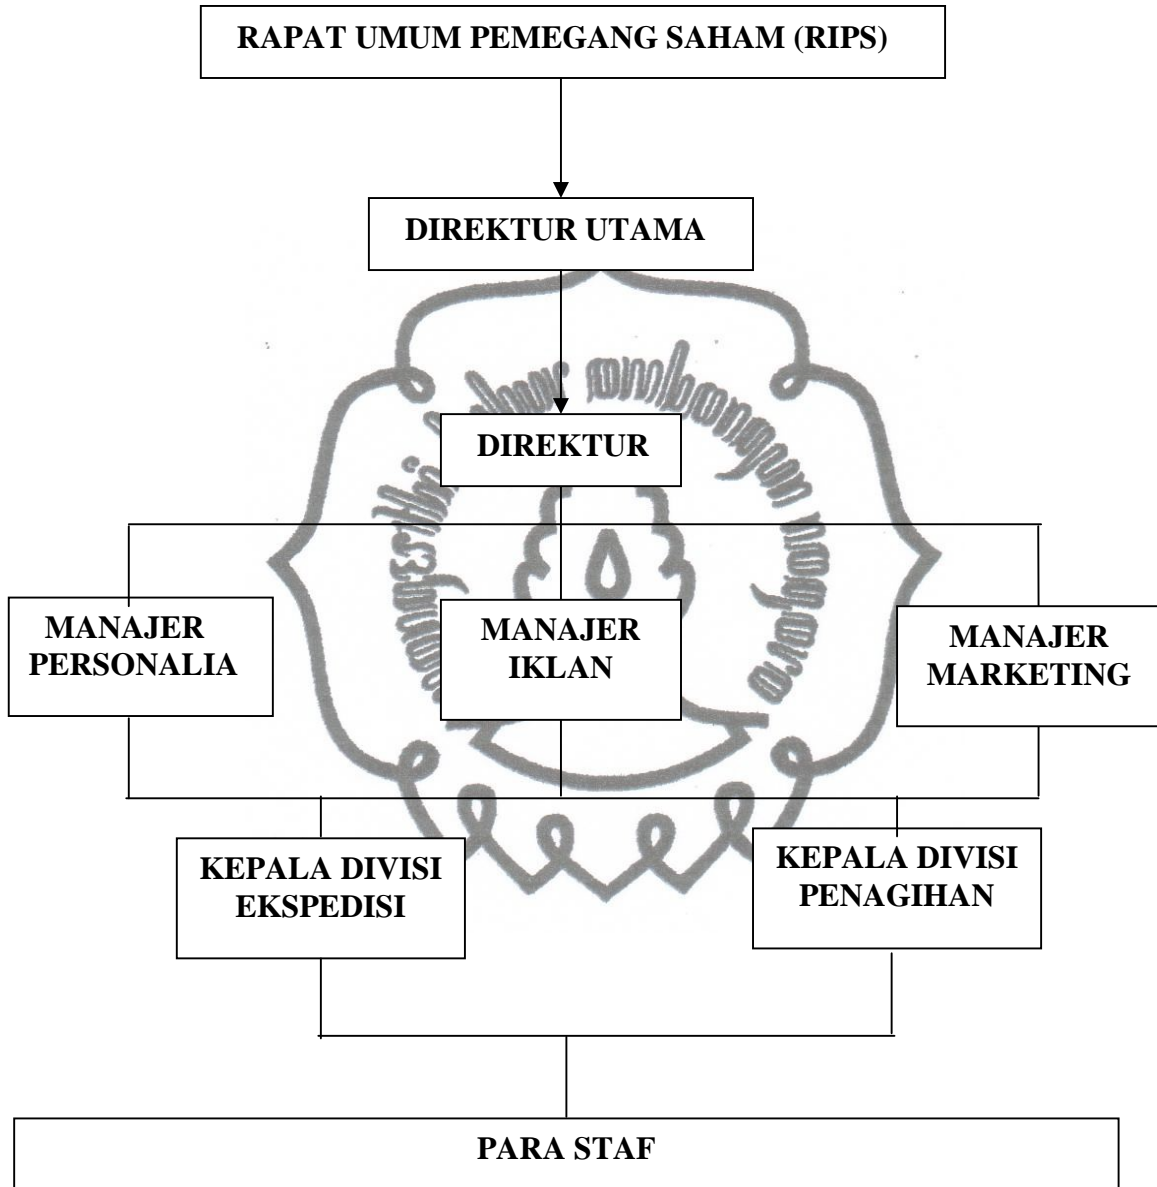 RAPAT UMUM PEMEGANG SAHAM (RIPS)
DIREKTUR UTAMA
DIREKTUR
MANAJER
PERSONALIA
MANAJER
IKLAN
MANAJER
MARKETING
KEPALA DIVISI
EKSPEDISI
KEPALA DIVISI
PENAGIHAN
PARA STAF